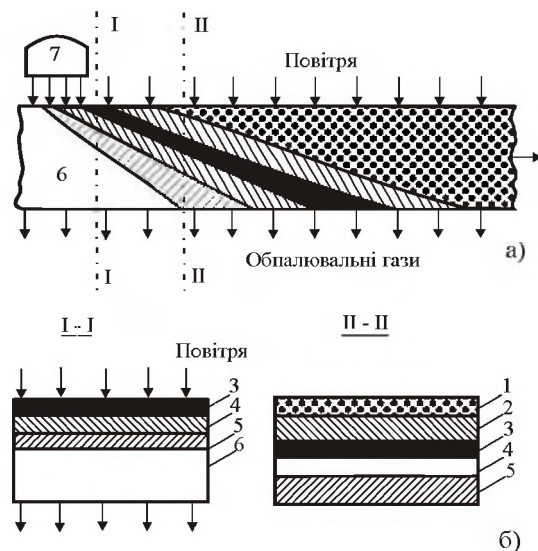 I
II
7
Повітря
6
I
II
Обпалювальні гази
а)
I - I
II - II
Повітря
3
4
5
6
1
2
3
4
5
б)